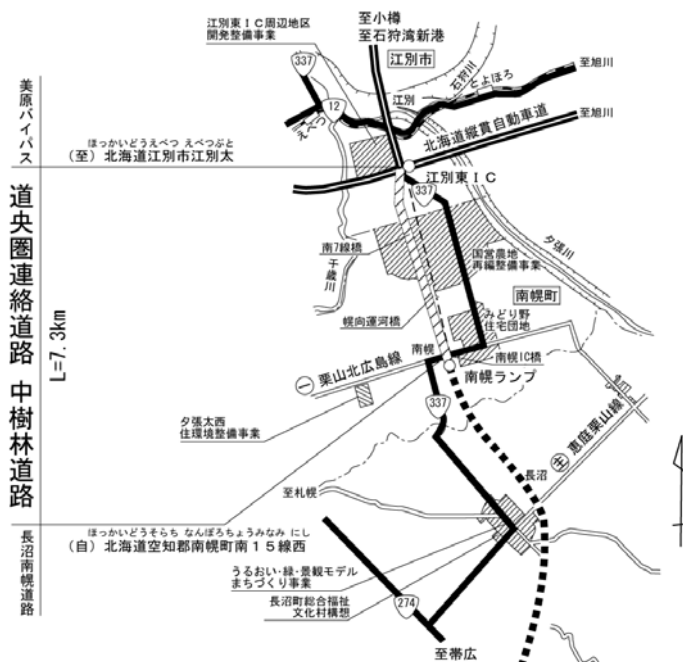 江別東IC周辺地区
開発整備事業
至小樽
至石狩湾新港
江別市
337
12
えべつ
江別
石狩川
さよほろ
至旭川
至旭川
北海道縦貫自動車道
美原バイパス
ほっかいどうえべつ えべつぶと
(至)北海道江別市江別太
江別東IC
337
道央圏連絡道路 中樹林道路
L=7.3km
南7線橋
千歳川
国営農地
再編整備事業
夕張川
南幌町
幌向運河橋
みどり野
住宅団地
南幌
南幌IC橋
南幌ランプ
一
栗山北広島線
337
夕張太西
住環境整備事業
主
恵庭栗山線
長沼
至札幌
ほっかいどうそらち なんぽろちょうみなみ にし
(自)北海道空知郡南幌町南15線西
長沼南幌道路
うるおい・緑・景観モデル
まちづくり事業
長沼町総合福祉
文化村構想
274
至帯広